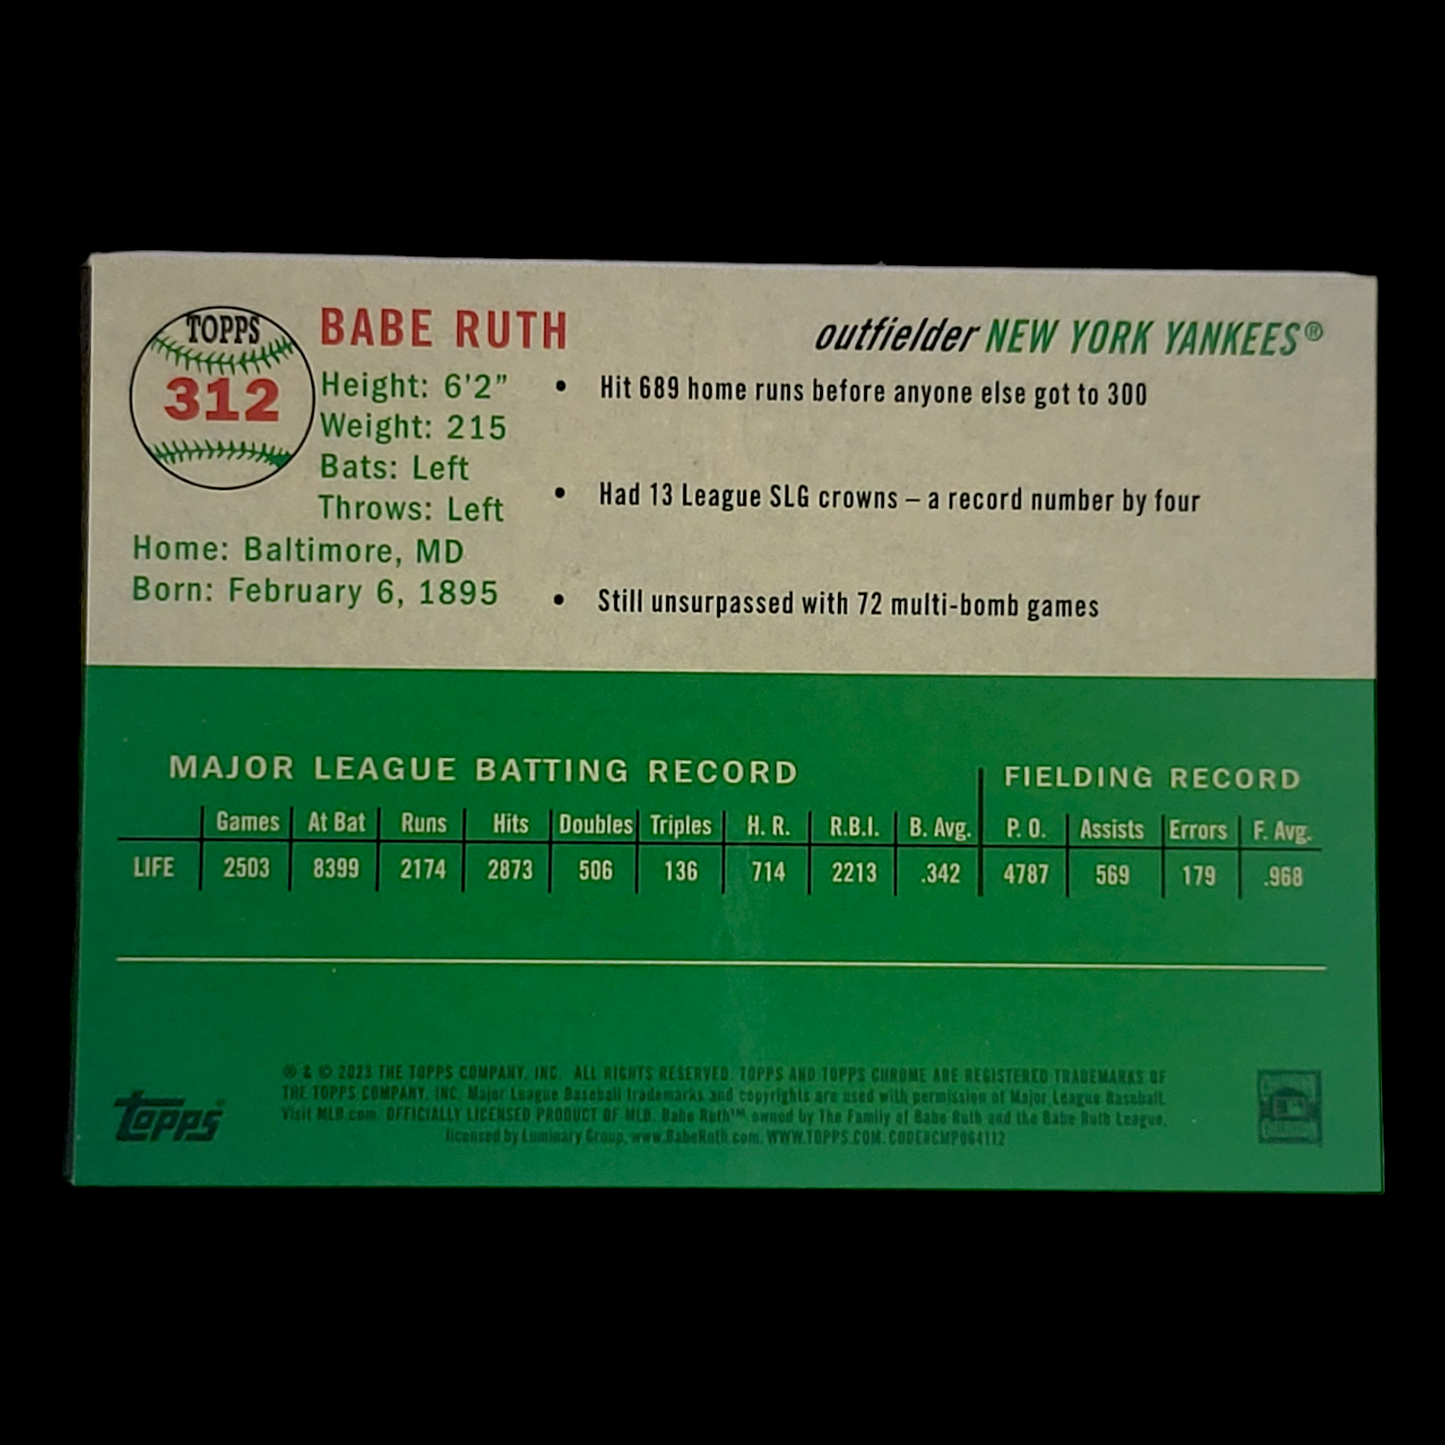 TOPPS
312
BABE RUTH
outfielder NEW YORK YANKEES®
Height: 6'2"
Weight: 215
Bats: Left
Throws: Left
Home: Baltimore, MD
Born: February 6, 1895
• Hit 689 home runs before anyone else got to 300
• Had 13 League SLG crowns – a record number by four
• Still unsurpassed with 72 multi-bomb games
MAJOR LEAGUE BATTING RECORD
FIELDING RECORD
Games At Bat Runs Hits Doubles Triples H. R. R.B.I. B. Avg. P. O. Assists Errors F. Avg.
LIFE 2503 8399 2174 2873 506 136 714 2213 .342 4787 569 179 .968
® & © 2023 THE TOPPS COMPANY, INC. ALL RIGHTS RESERVED. TOPPS AND TOPPS CHROME ARE REGISTERED TRADEMARKS OF
THE TOPPS COMPANY, INC. Major League Baseball trademarks and copyrights are used with permission of Major League Baseball.
Visit MLB.com. OFFICIALLY LICENSED PRODUCT OF MLB. Babe Ruth™ owned by The Family of Babe Ruth and the Babe Ruth League,
licensed by Luminary Group, www.BabeRuth.com. WWW.TOPPS.COM. CODE#CMP064112
topps®